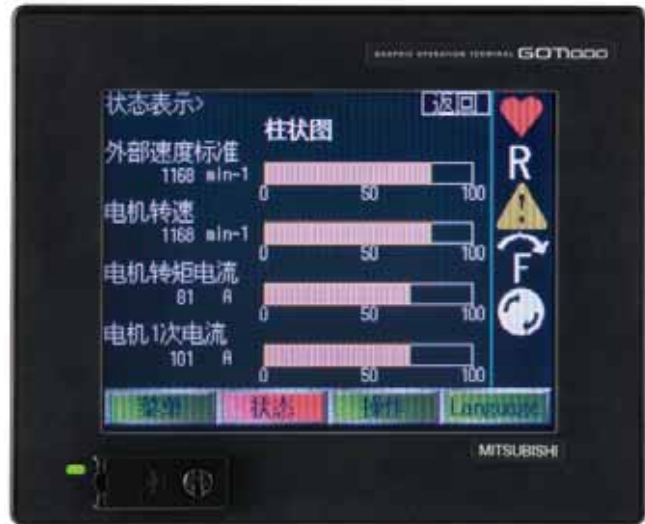 GRAPHIC OPERATION TERMINAL GOT1000
状态表示>
返回
柱状图
外部速度标准
1168 min-1
0 50 100
电机转速
1168 min-1
0 50 100
电机转矩电流
81 A
0 50 100
电机1次电流
101 A
0 50 100
R
F
菜单 状态 操作 Language
MITSUBISHI